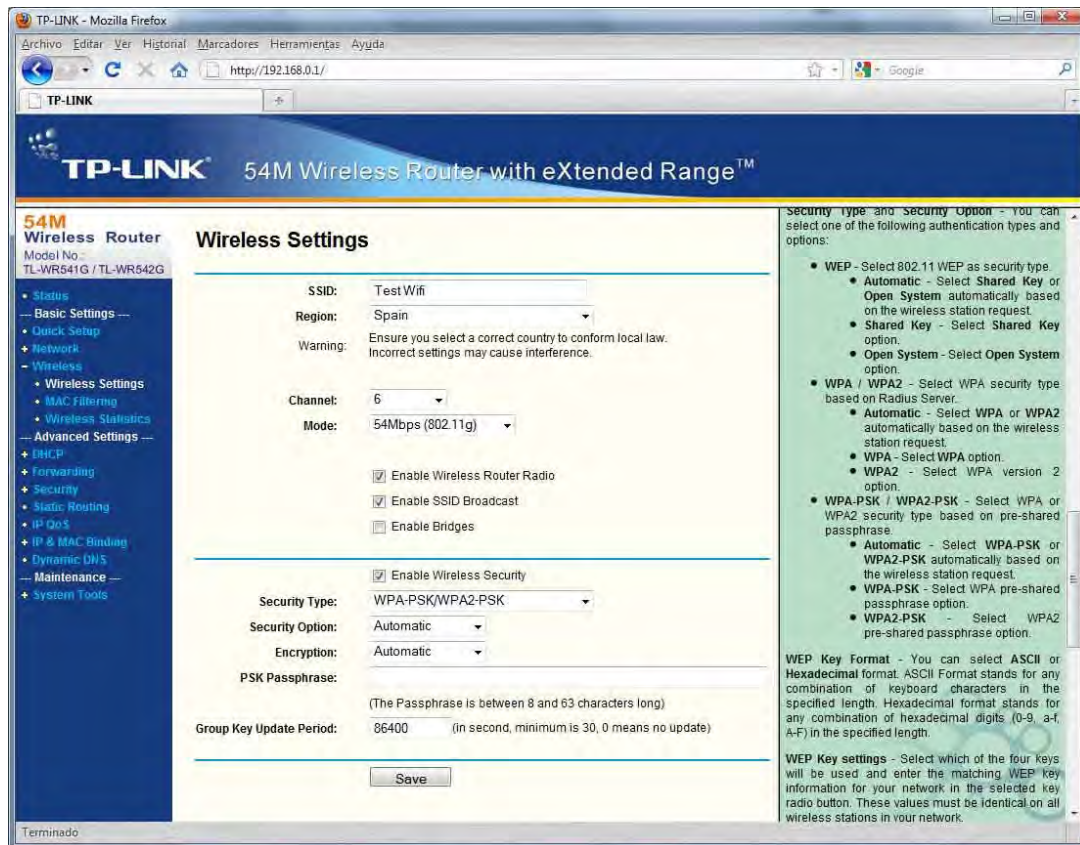 TP-LINK - Mozilla Firefox
Archivo Editar Ver Historial Marcadores Herramientas Ayuda
http://192.168.0.1/
Google
TP-LINK
TP-LINK® 54M Wireless Router with eXtended Range™
54M
Wireless Router
Model No.:
TL-WR541G / TL-WR542G
• Status
--- Basic Settings ---
• Quick Setup
+ Network
- Wireless
• Wireless Settings
• MAC Filtering
• Wireless Statistics
--- Advanced Settings ---
+ DHCP
+ Forwarding
+ Security
• Static Routing
• IP QoS
+ IP & MAC Binding
• Dynamic DNS
--- Maintenance ---
+ System Tools
Wireless Settings
SSID: Test Wifi
Region: Spain
Warning: Ensure you select a correct country to conform local law.
Incorrect settings may cause interference.
Channel: 6
Mode: 54Mbps (802.11g)
Enable Wireless Router Radio
Enable SSID Broadcast
Enable Bridges
Enable Wireless Security
Security Type: WPA-PSK/WPA2-PSK
Security Option: Automatic
Encryption: Automatic
PSK Passphrase:
(The Passphrase is between 8 and 63 characters long)
Group Key Update Period: 86400 (in second, minimum is 30, 0 means no update)
Save
Security Type and Security Option - You can
select one of the following authentication types and
options:
• WEP - Select 802.11 WEP as security type.
• Automatic - Select Shared Key or
Open System automatically based
on the wireless station request.
• Shared Key - Select Shared Key
option.
• Open System - Select Open System
option.
• WPA / WPA2 - Select WPA security type
based on Radius Server.
• Automatic - Select WPA or WPA2
automatically based on the wireless
station request.
• WPA - Select WPA option.
• WPA2 - Select WPA version 2
option.
• WPA-PSK / WPA2-PSK - Select WPA or
WPA2 security type based on pre-shared
passphrase.
• Automatic - Select WPA-PSK or
WPA2-PSK automatically based on
the wireless station request.
• WPA-PSK - Select WPA pre-shared
passphrase option.
• WPA2-PSK - Select WPA2
pre-shared passphrase option.
WEP Key Format - You can select ASCII or
Hexadecimal format. ASCII Format stands for any
combination of keyboard characters in the
specified length. Hexadecimal format stands for
any combination of hexadecimal digits (0-9, a-f,
A-F) in the specified length.
WEP Key settings - Select which of the four keys
will be used and enter the matching WEP key
information for your network in the selected key
radio button. These values must be identical on all
wireless stations in your network.
Terminado